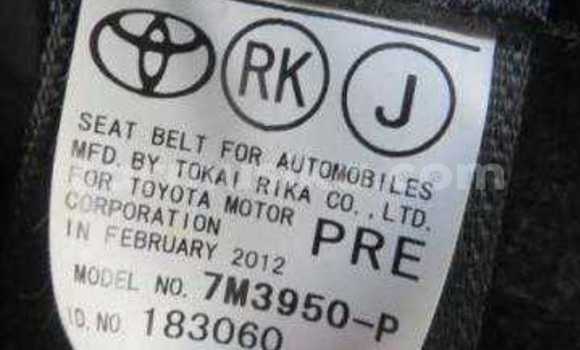 RK J
SEAT BELT FOR AUTOMOBILES
MFD. BY TOKAI RIKA CO., LTD.
FOR TOYOTA MOTOR
CORPORATION PRE
IN FEBRUARY 2012
MODEL NO. 7M3950-P
ID.NO. 183060